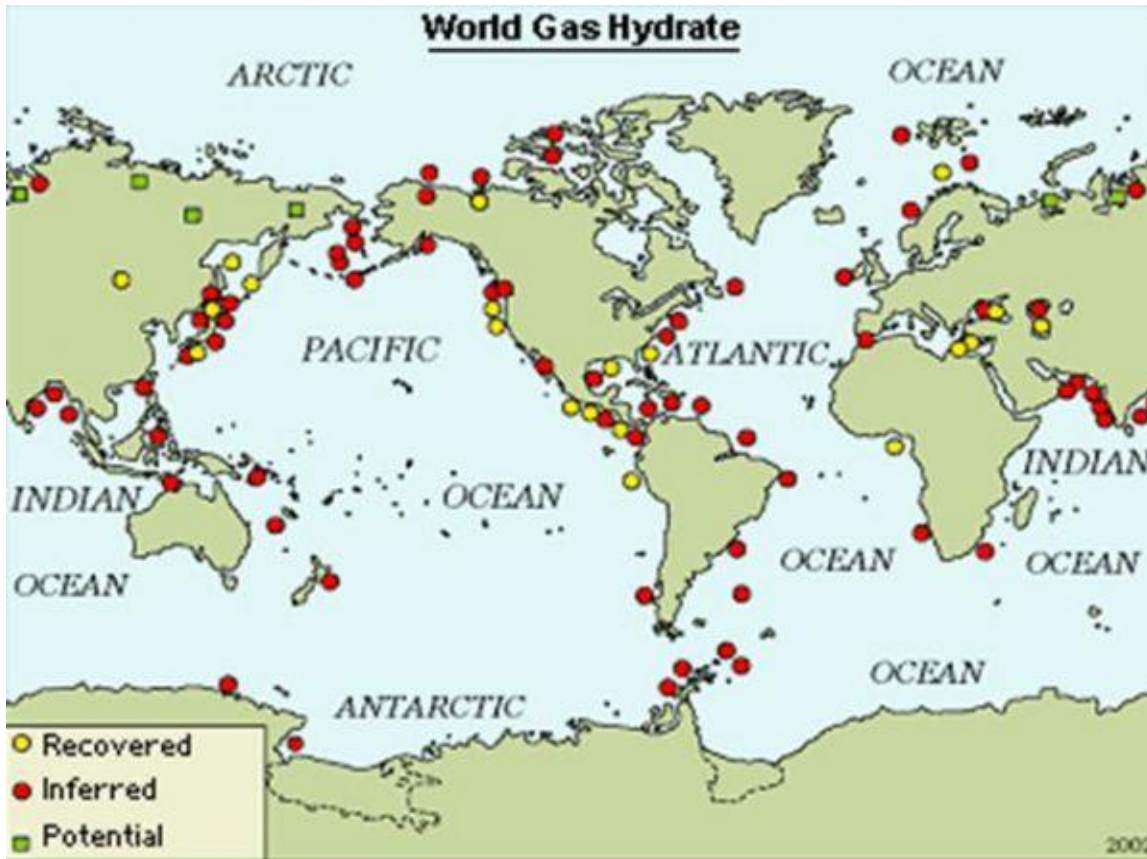 World Gas Hydrate
ARCTIC
OCEAN
PACIFIC
ATLANTIC
INDIAN
OCEAN
INDIAN
OCEAN
OCEAN
OCEAN
OCEAN
ANTARCTIC
Recovered
Inferred
Potential